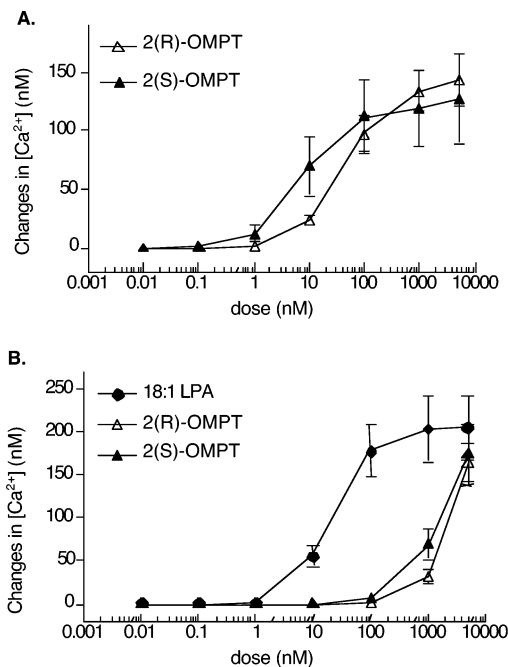 A.
2(R)-OMPT
2(S)-OMPT
Changes in [Ca²⁺] (nM)
150
100
50
0
0.001 0.01 0.1 1 10 100 1000 10000
dose (nM)
B.
18:1 LPA
2(R)-OMPT
2(S)-OMPT
Changes in [Ca²⁺] (nM)
250
200
150
100
50
0
0.001 0.01 0.1 1 10 100 1000 10000
dose (nM)